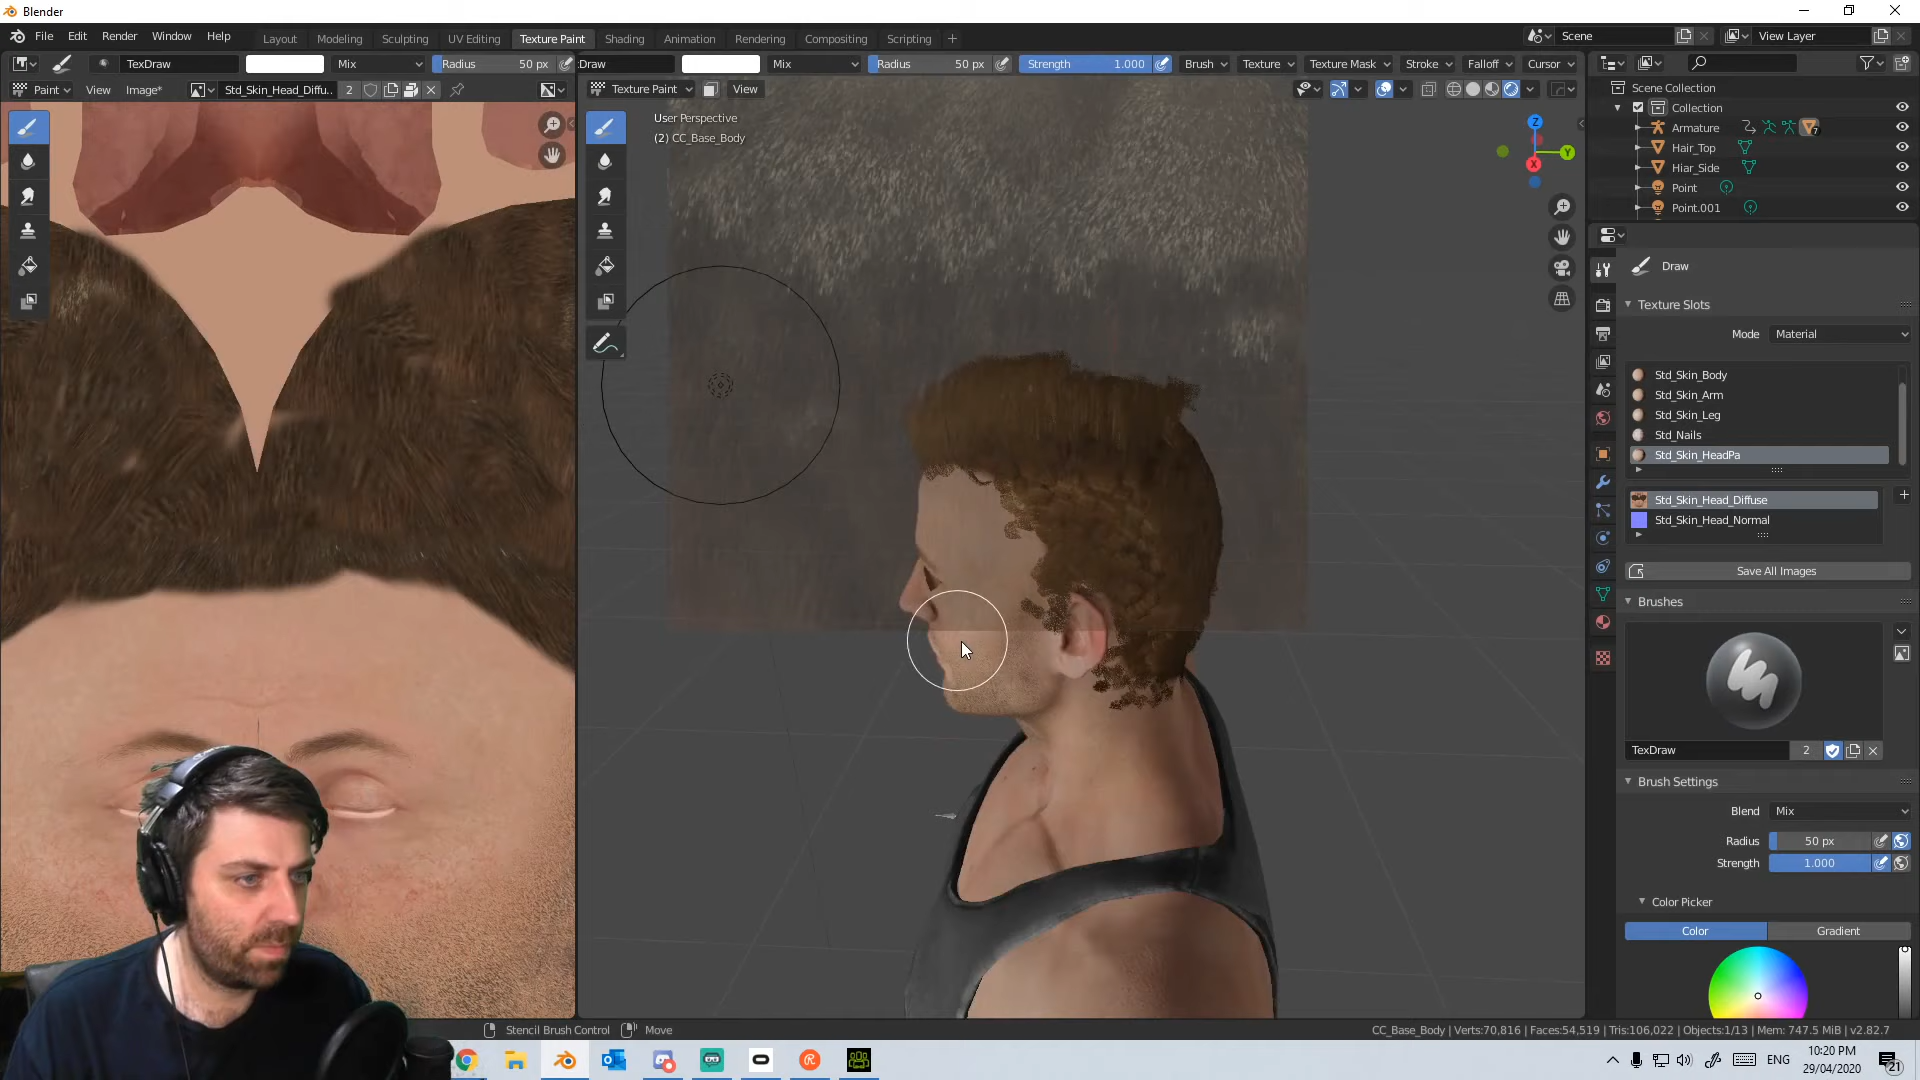 Blender
File Edit Render Window Help
Layout Modeling Sculpting UV Editing Texture Paint Shading Animation Rendering Compositing Scripting +
Scene
View Layer
TexDraw Mix Radius 50 px
Draw Mix Radius 50 px Strength 1.000 Brush Texture Texture Mask Stroke Falloff Cursor
Paint View Image* Std_Skin_Head_Diffu.. 2
Texture Paint View
User Perspective
(2) CC_Base_Body
Z
Y
X
Scene Collection
Collection
Armature 7
Hair_Top
Hiar_Side
Point
Point.001
Draw
Texture Slots
Mode Material
Std_Skin_Body
Std_Skin_Arm
Std_Skin_Leg
Std_Nails
Std_Skin_HeadPa
Std_Skin_Head_Diffuse
Std_Skin_Head_Normal
Save All Images
Brushes
TexDraw 2
Brush Settings
Blend Mix
Radius 50 px
Strength 1.000
Color Picker
Color Gradient
Stencil Brush Control Move
CC_Base_Body | Verts:70,816 | Faces:54,519 | Tris:106,022 | Objects:1/13 | Mem: 747.5 MiB | v2.82.7
ENG
10:20 PM
29/04/2020
21